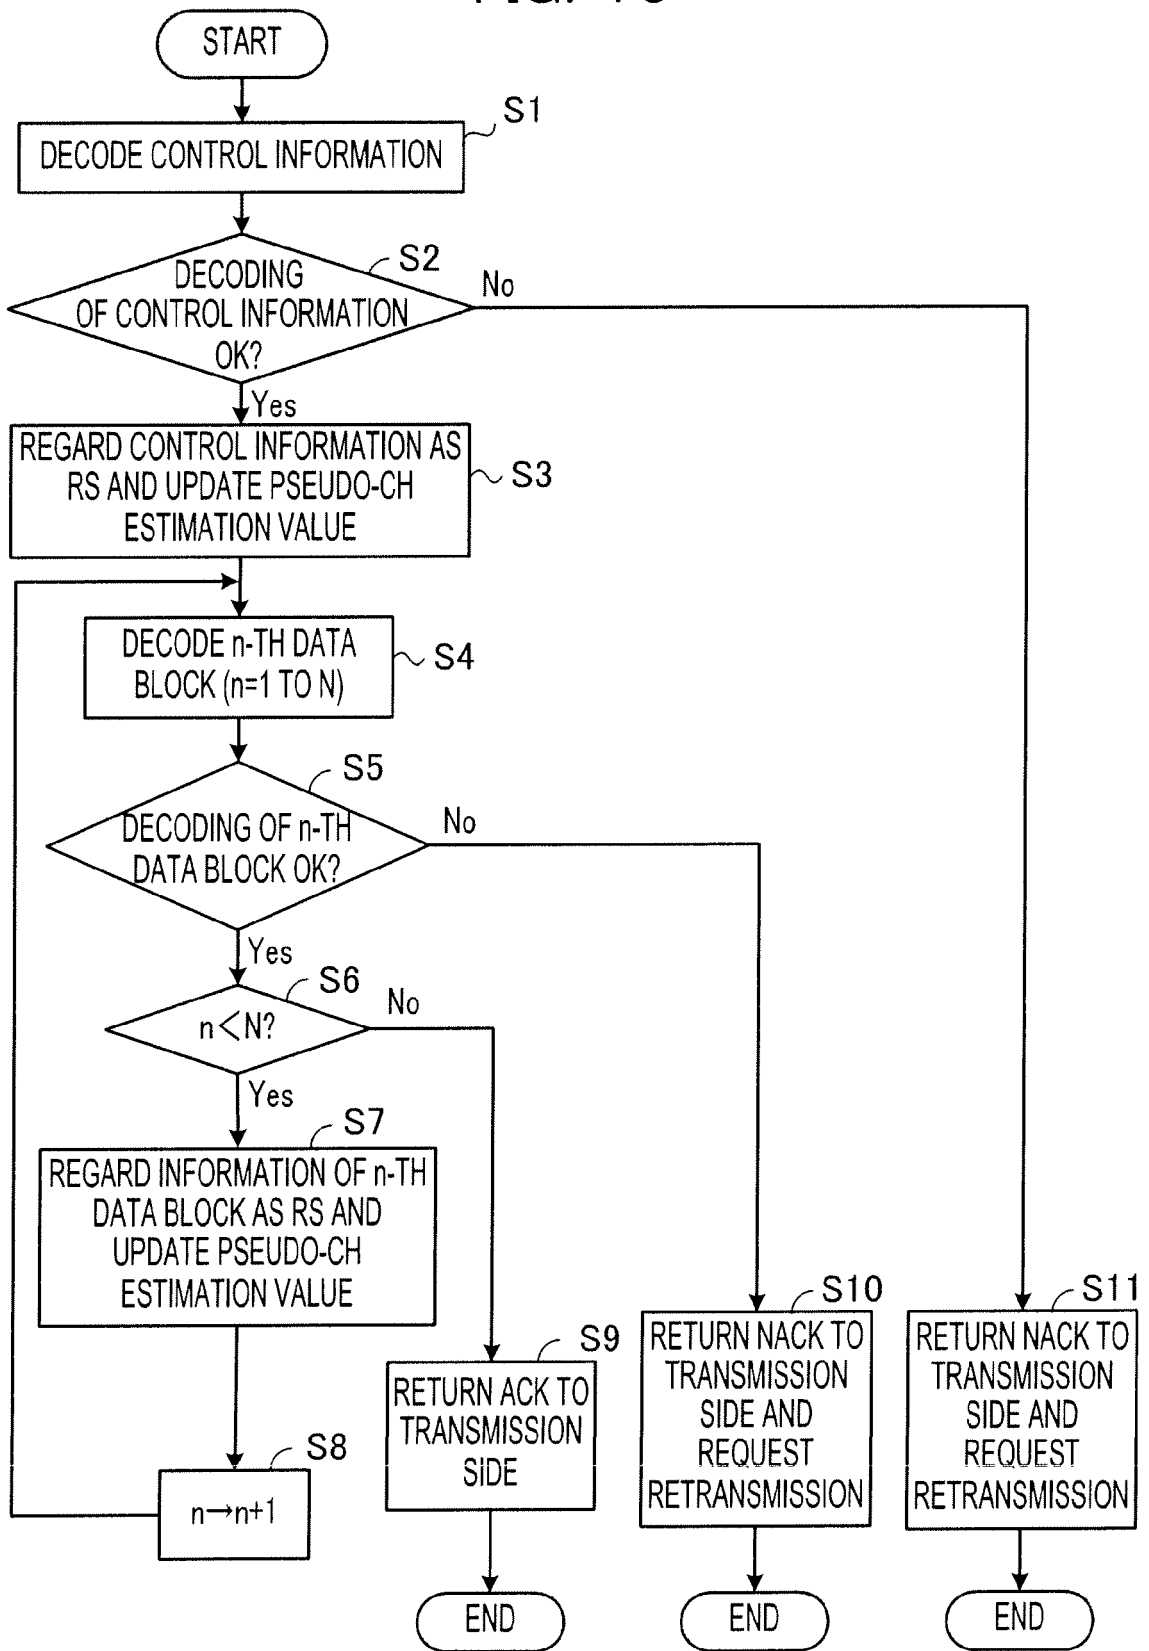 START
S1
DECODE CONTROL INFORMATION
S2
DECODING
OF CONTROL INFORMATION
OK?
No
Yes
REGARD CONTROL INFORMATION AS
RS AND UPDATE PSEUDO-CH
ESTIMATION VALUE
S3
DECODE n-TH DATA
BLOCK (n=1 TO N)
S4
S5
DECODING OF n-TH
DATA BLOCK OK?
No
Yes
S6
n<N?
No
Yes
S7
REGARD INFORMATION OF n-TH
DATA BLOCK AS RS AND
UPDATE PSEUDO-CH
ESTIMATION VALUE
S8
n→n+1
S9
RETURN ACK TO
TRANSMISSION
SIDE
END
S10
RETURN NACK TO
TRANSMISSION
SIDE AND
REQUEST
RETRANSMISSION
END
S11
RETURN NACK TO
TRANSMISSION
SIDE AND
REQUEST
RETRANSMISSION
END